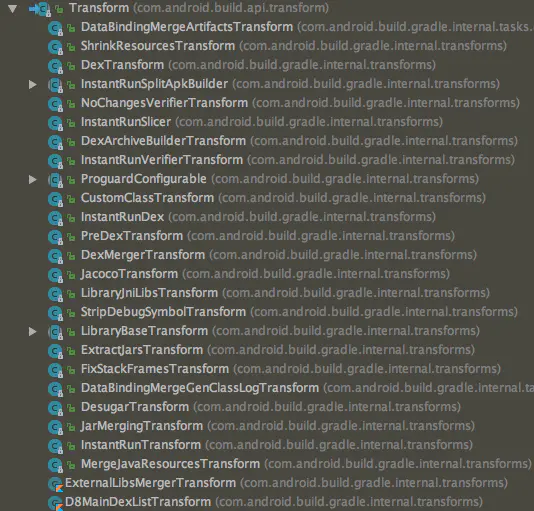 Transform (com.android.build.api.transform)
DataBindingMergeArtifactsTransform (com.android.build.gradle.internal.tasks.
ShrinkResourcesTransform (com.android.build.gradle.internal.transforms)
DexTransform (com.android.build.gradle.internal.transforms)
InstantRunSplitApkBuilder (com.android.build.gradle.internal.transforms)
NoChangesVerifierTransform (com.android.build.gradle.internal.transforms)
InstantRunSlicer (com.android.build.gradle.internal.transforms)
DexArchiveBuilderTransform (com.android.build.gradle.internal.transforms)
InstantRunVerifierTransform (com.android.build.gradle.internal.transforms)
ProguardConfigurable (com.android.build.gradle.internal.transforms)
CustomClassTransform (com.android.build.gradle.internal.transforms)
InstantRunDex (com.android.build.gradle.internal.transforms)
PreDexTransform (com.android.build.gradle.internal.transforms)
DexMergerTransform (com.android.build.gradle.internal.transforms)
JacocoTransform (com.android.build.gradle.internal.transforms)
LibraryJniLibsTransform (com.android.build.gradle.internal.transforms)
StripDebugSymbolTransform (com.android.build.gradle.internal.transforms)
LibraryBaseTransform (com.android.build.gradle.internal.transforms)
ExtractJarsTransform (com.android.build.gradle.internal.transforms)
FixStackFramesTransform (com.android.build.gradle.internal.transforms)
DataBindingMergeGenClassLogTransform (com.android.build.gradle.internal.ta
DesugarTransform (com.android.build.gradle.internal.transforms)
JarMergingTransform (com.android.build.gradle.internal.transforms)
InstantRunTransform (com.android.build.gradle.internal.transforms)
MergeJavaResourcesTransform (com.android.build.gradle.internal.transforms)
ExternalLibsMergerTransform (com.android.build.gradle.internal.transforms)
D8MainDexListTransform (com.android.build.gradle.internal.transforms)